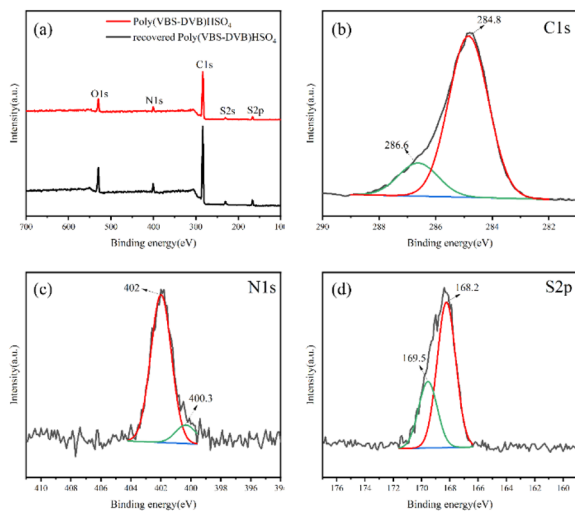 (a)
Poly(VBS-DVB)HSO₄
recovered Poly(VBS-DVB)HSO₄
C1s
O1s
N1s
S2s
S2p
Intensity(a.u.)
700 600 500 400 300 200 100
Binding energy(eV)
(b)
C1s
284.8
286.6
Intensity(a.u.)
290 288 286 284 282
Binding energy(eV)
(c)
N1s
402
400.3
Intensity(a.u.)
410 408 406 404 402 400 398 396 394
Binding energy(eV)
(d)
S2p
168.2
169.5
Intensity(a.u.)
176 174 172 170 168 166 164 162 160
Binding energy(eV)